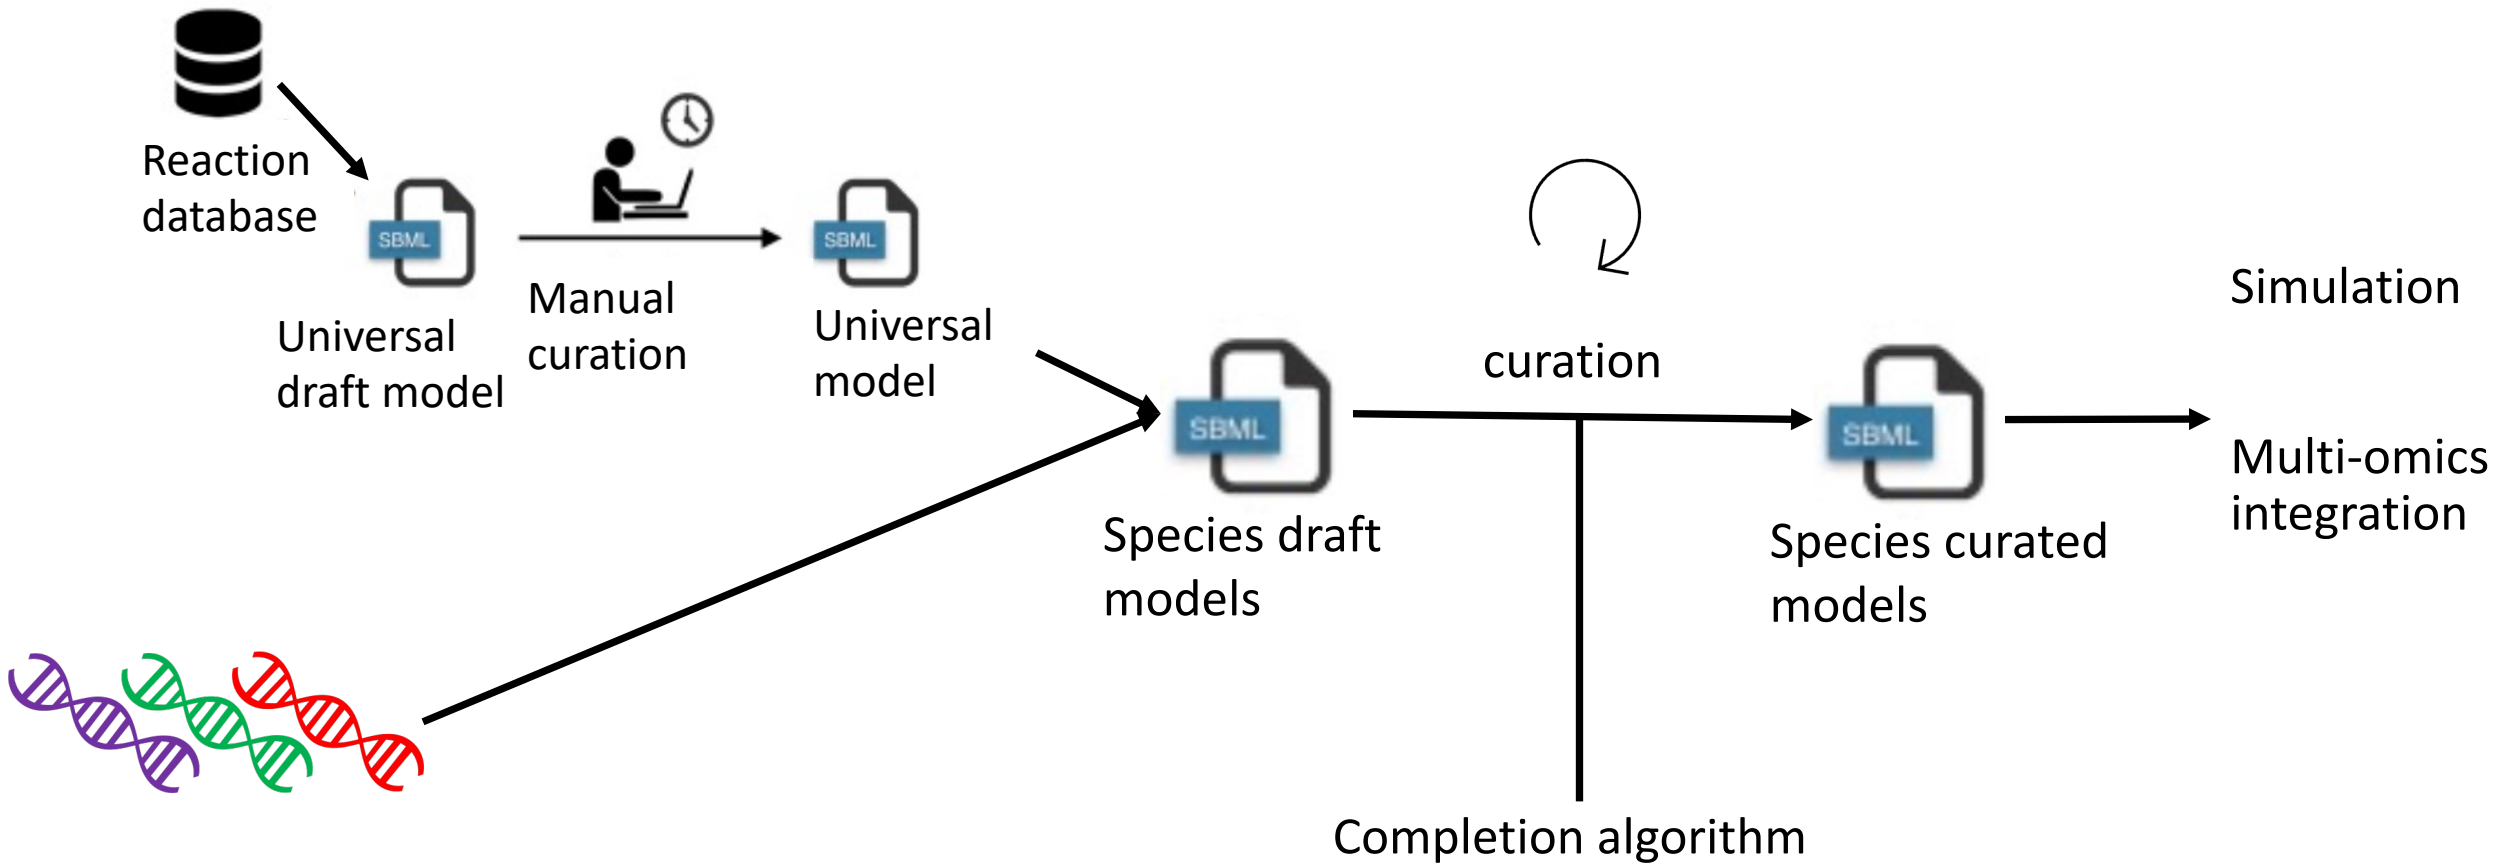 Reaction
database
SBML
Universal
draft model
Manual
curation
SBML
Universal
model
SBML
Species draft
models
curation
Completion algorithm
SBML
Species curated
models
Simulation
Multi-omics
integration